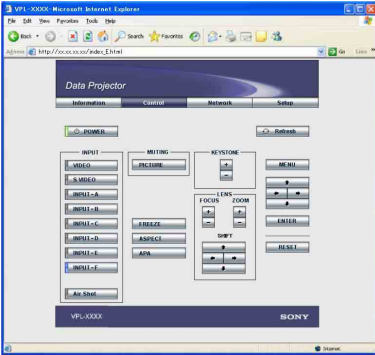 VPL-XXXX-Microsoft Internet Explorer
File Edit View Favorites Tools Help
Back Search Favorites
Address http://xx.xx.xx.xx/index_E.html Go Links »
Data Projector
Information Control Network Setup
POWER Refresh
INPUT MUTING KEYSTONE
VIDEO PICTURE + MENU
S VIDEO −
INPUT-A LENS
INPUT-B FOCUS ZOOM
INPUT-C FREEZE + + ENTER
INPUT-D ASPECT − −
INPUT-E APA SHIFT RESET
INPUT-F
Air Shot
VPL-XXXX SONY
Internet